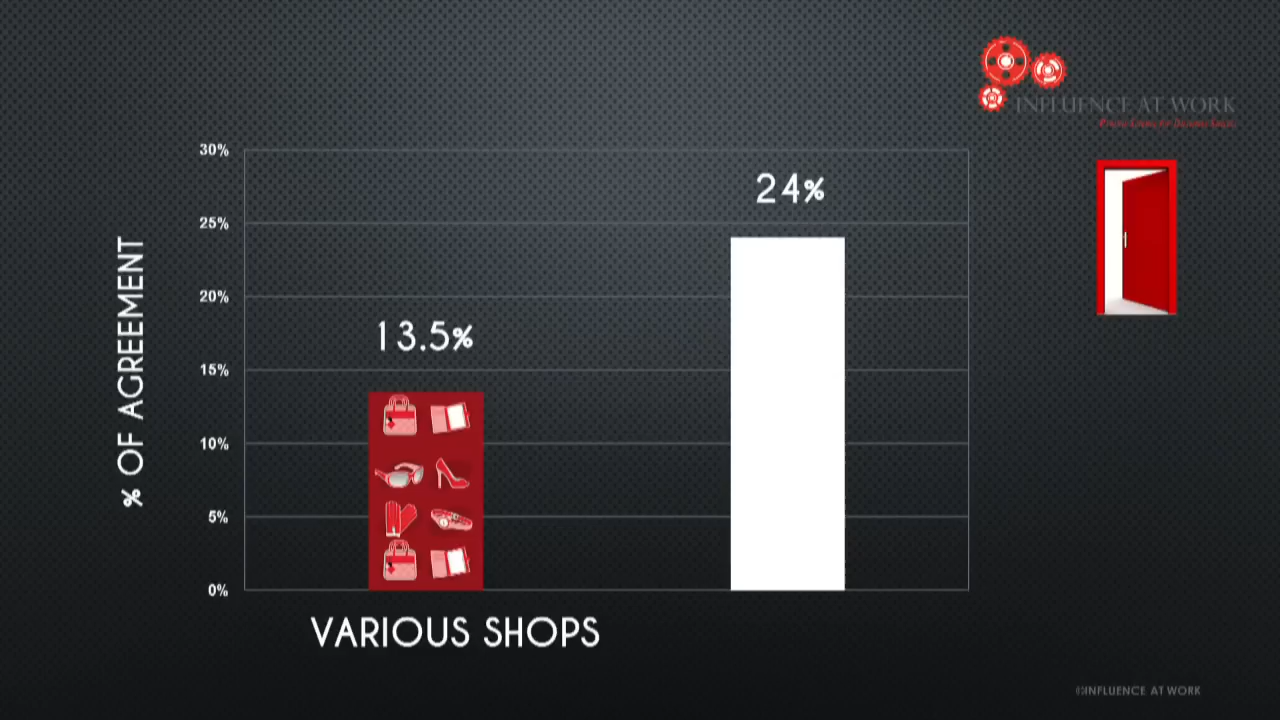 INFLUENCE AT WORK
30%
25%
20%
15%
10%
5%
0%
% OF AGREEMENT
13.5%
24%
VARIOUS SHOPS
©INFLUENCE AT WORK